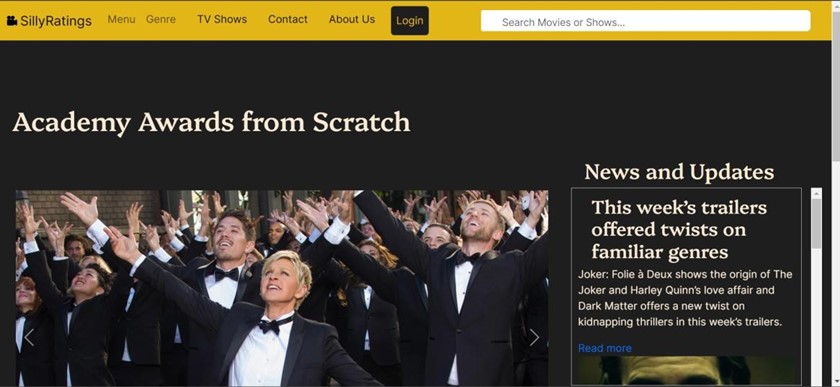 SillyRatings Menu Genre TV Shows Contact About Us Login Search Movies or Shows...
Academy Awards from Scratch
News and Updates
This week's trailers
offered twists on
familiar genres
Joker: Folie à Deux shows the origin of The
Joker and Harley Quinn's love affair and
Dark Matter offers a new twist on
kidnapping thrillers in this week's trailers.
Read more